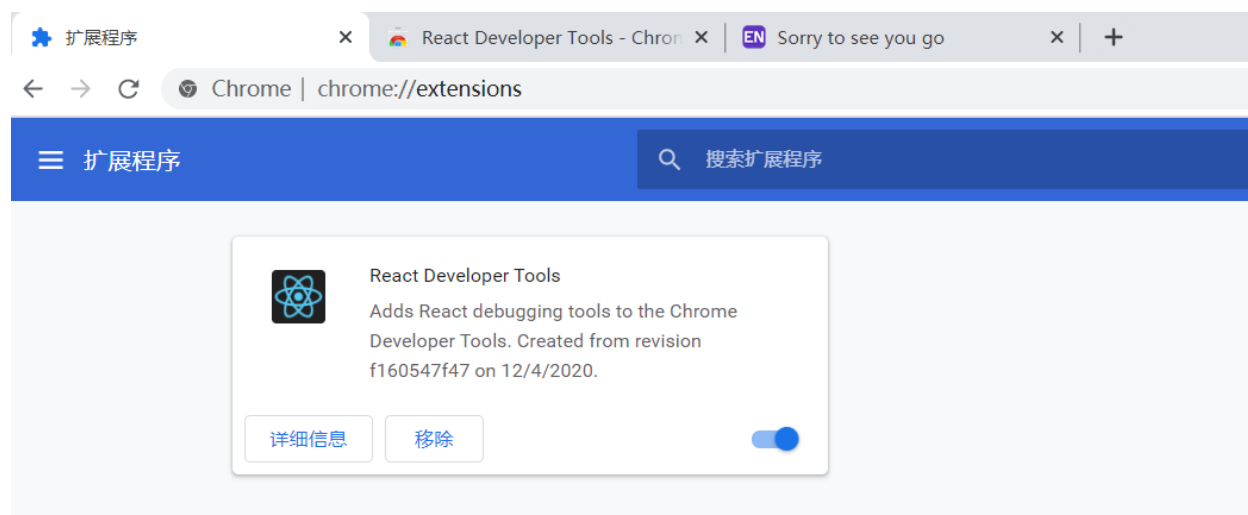 扩展程序
React Developer Tools - Chron
EN Sorry to see you go
Chrome | chrome://extensions
扩展程序
搜索扩展程序
React Developer Tools
Adds React debugging tools to the Chrome
Developer Tools. Created from revision
f160547f47 on 12/4/2020.
详细信息
移除